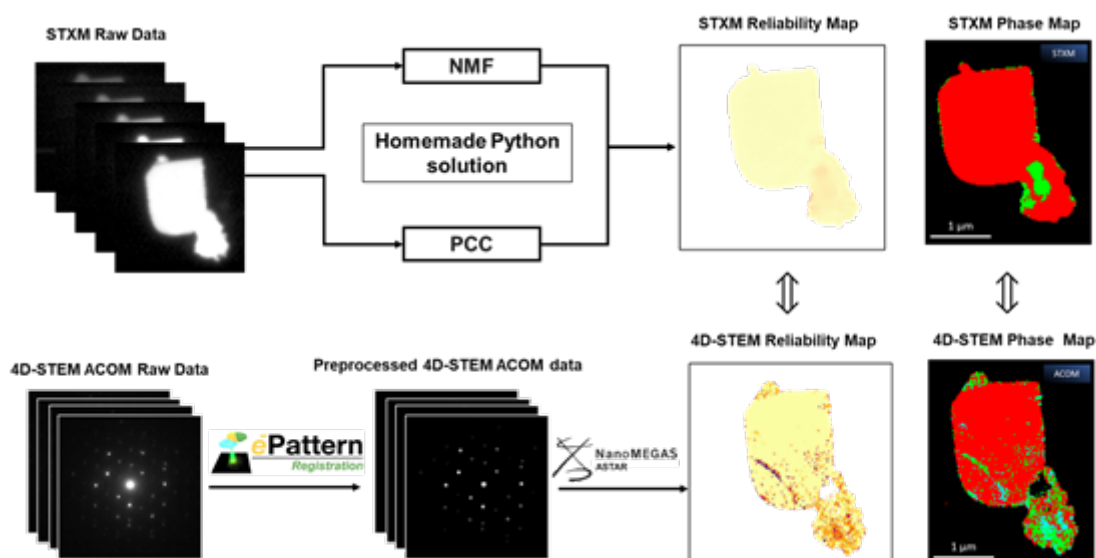 STXM Raw Data
NMF
Homemade Python
solution
PCC
STXM Reliability Map
STXM Phase Map
STXM
1 µm
4D-STEM ACOM Raw Data
ePattern
Registration
Preprocessed 4D-STEM ACOM data
NanoMEGAS
ASTAR
4D-STEM Reliability Map
4D-STEM Phase Map
ACOM
1 µm